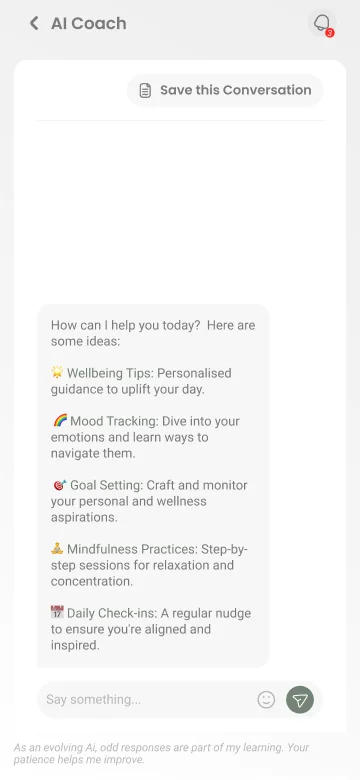 AI Coach
3
Save this Conversation
How can I help you today?  Here are
some ideas:
🌟 Wellbeing Tips: Personalised
guidance to uplift your day.
🌈 Mood Tracking: Dive into your
emotions and learn ways to
navigate them.
🎯 Goal Setting: Craft and monitor
your personal and wellness
aspirations.
🧘 Mindfulness Practices: Step-by-
step sessions for relaxation and
concentration.
📅 Daily Check-ins: A regular nudge
to ensure you're aligned and
inspired.
Say something...
As an evolving Ai, odd responses are part of my learning. Your
patience helps me improve.